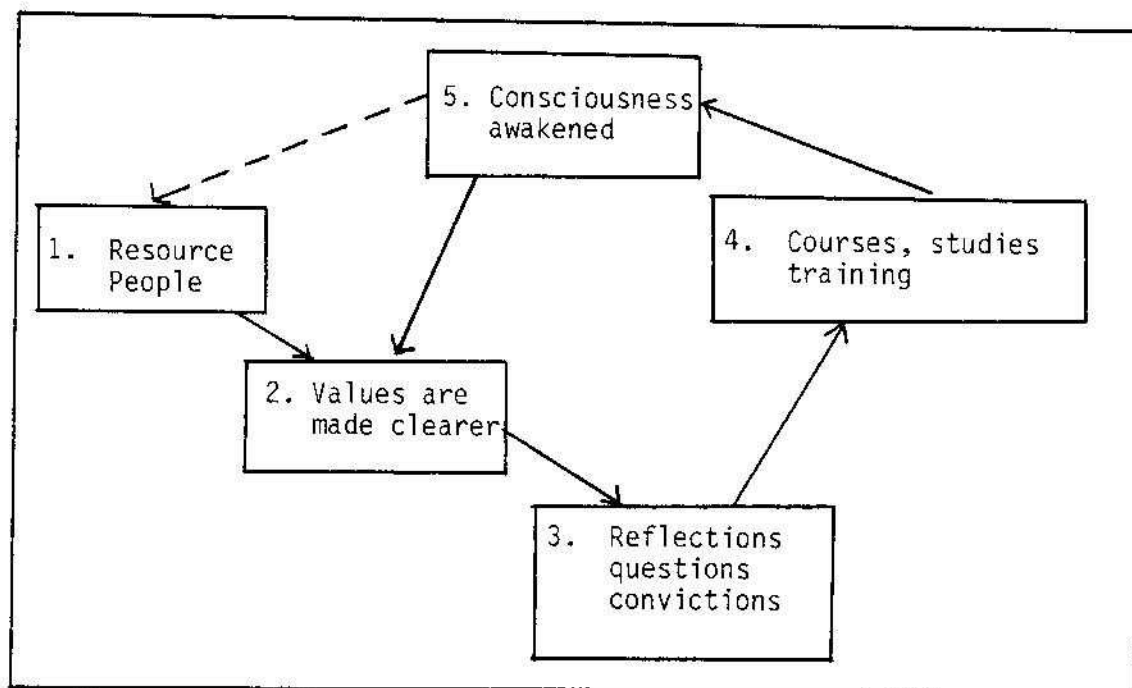 5. Consciousness
awakened
1. Resource
People
4. Courses, studies
training
2. Values are
made clearer
3. Reflections
questions
convictions